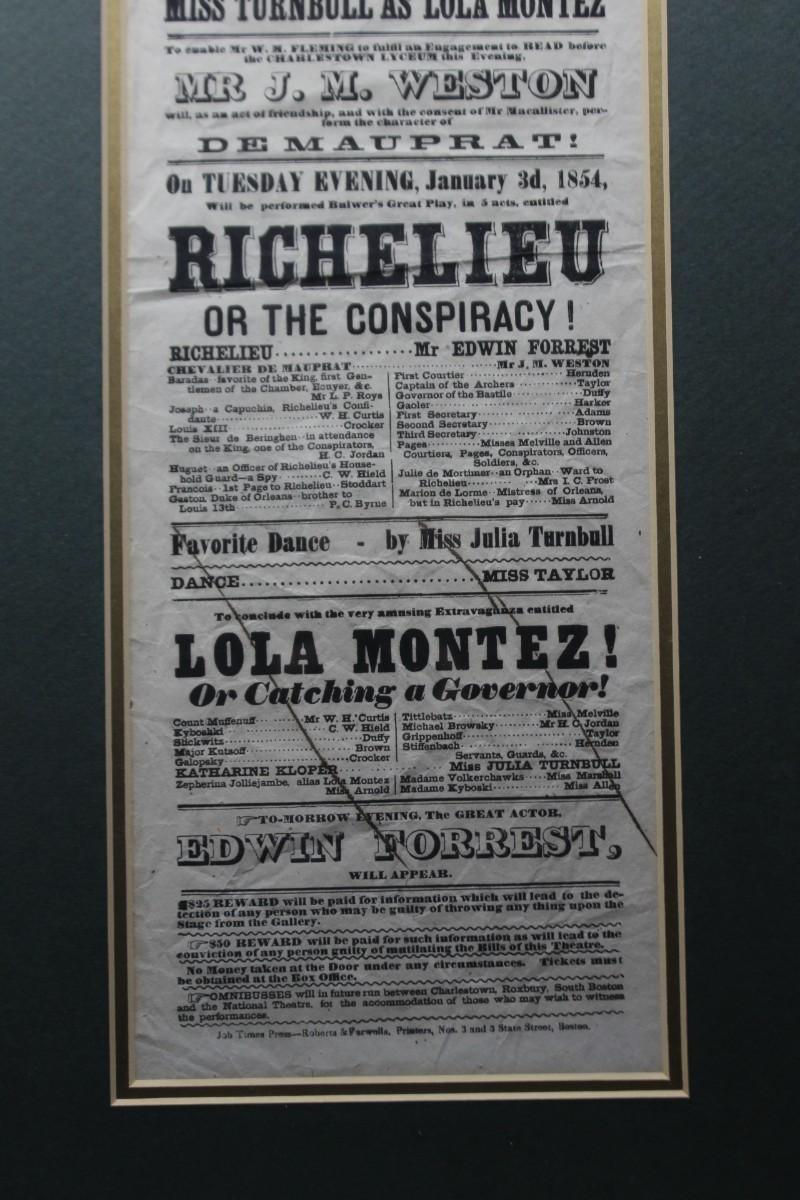 MISS TURNBULL AS LOLA MONTEZ
To enable Mr W. M. FLEMING to fulfil an Engagement to READ before
the CHARLESTOWN LYCEUM this Evening,
MR J. M. WESTON
will, as an act of friendship, and with the consent of Mr Macallister, per-
form the character of
DE MAUPRAT!
On TUESDAY EVENING, January 3d, 1854,
Will be performed Bulwer's Great Play, in 5 acts, entitled
RICHELIEU
OR THE CONSPIRACY!
RICHELIEU..................Mr EDWIN FORREST
CHEVALIER DE MAUPRAT..................Mr J. M. WESTON
Baradas--favorite of the King, first Gen-
tlemen of the Chamber, Ecuyer, &c.
Mr L. P. Roys
Joseph--a Capuchin, Richelieu's Confi-
dante..................W. H. Curtis
Louis XIII..................Crocker
The Sieur de Beringhen--in attendance
on the King, one of the Conspirators,
H. C. Jordan
Huguet--an Officer of Richelieu's House-
hold Guard—a Spy........C. W. Hield
Francois--1st Page to Richelieu--Stoddart
Gaston, Duke of Orleans--brother to
Louis 13th..................P. C. Byrne
First Courtier..................Hernden
Captain of the Archers..........Taylor
Governor of the Bastile..........Duffy
Gaoler..................Harker
First Secretary..................Adams
Second Secretary..................Brown
Third Secretary..................Johnston
Pages..........Misses Melville and Allen
Courtiers, Pages, Conspirators, Officers,
Soldiers, &c.
Julie de Mortimer--an Orphan--Ward to
Richelieu..........Mrs I. C. Prost
Marion de Lorme--Mistress of Orleans,
but in Richelieu's pay......Miss Arnold
Favorite Dance - by Miss Julia Turnbull
DANCE..............................MISS TAYLOR
To conclude with the very amusing Extravaganza entitled
LOLA MONTEZ!
Or Catching a Governor!
Count Muffenuff........Mr W. H. Curtis
Kyboshki..................C. W. Hield
Slickwitz..................Duffy
Major Kutsoff..................Brown
Galopsky..................Crocker
Tittlebatz..................Miss Melville
Michael Browsky..........Mr H. C. Jordan
Grippenhoff..................Taylor
Stiffenbach..................Hernden
Servants, Guards, &c.
KATHARINE KLOPER..................Miss JULIA TURNBULL
Zepherina Jolliejambe, alias Lola Montez
Miss Arnold
Madame Volkerchawks.....Miss Marshall
Madame Kyboski..................Miss Allen
☞TO-MORROW EVENING, The GREAT ACTOR,
EDWIN FORREST,
WILL APPEAR.
$25 REWARD will be paid for information which will lead to the de-
tection of any person who may be guilty of throwing any thing upon the
Stage from the Gallery.
☞$50 REWARD will be paid for such information as will lead to the
conviction of any person guilty of mutilating the Bills of this Theatre.
No Money taken at the Door under any circumstances. Tickets must
be obtained at the Box Office.
☞OMNIBUSSES will in future run between Charlestown, Roxbury, South Boston
and the National Theatre, for the accommodation of those who may wish to witness
the performances.
Job Times Press—Roberts & Farwells, Printers, Nos. 3 and 5 State Street, Boston.